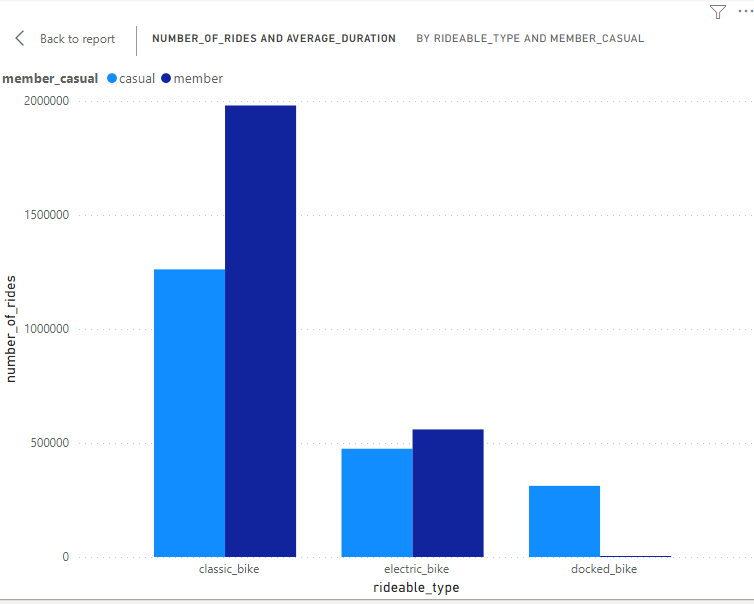 Back to report
NUMBER_OF_RIDES AND AVERAGE_DURATION
BY RIDEABLE_TYPE AND MEMBER_CASUAL
member_casual casual member
2000000
1500000
1000000
500000
0
number_of_rides
classic_bike electric_bike docked_bike
rideable_type